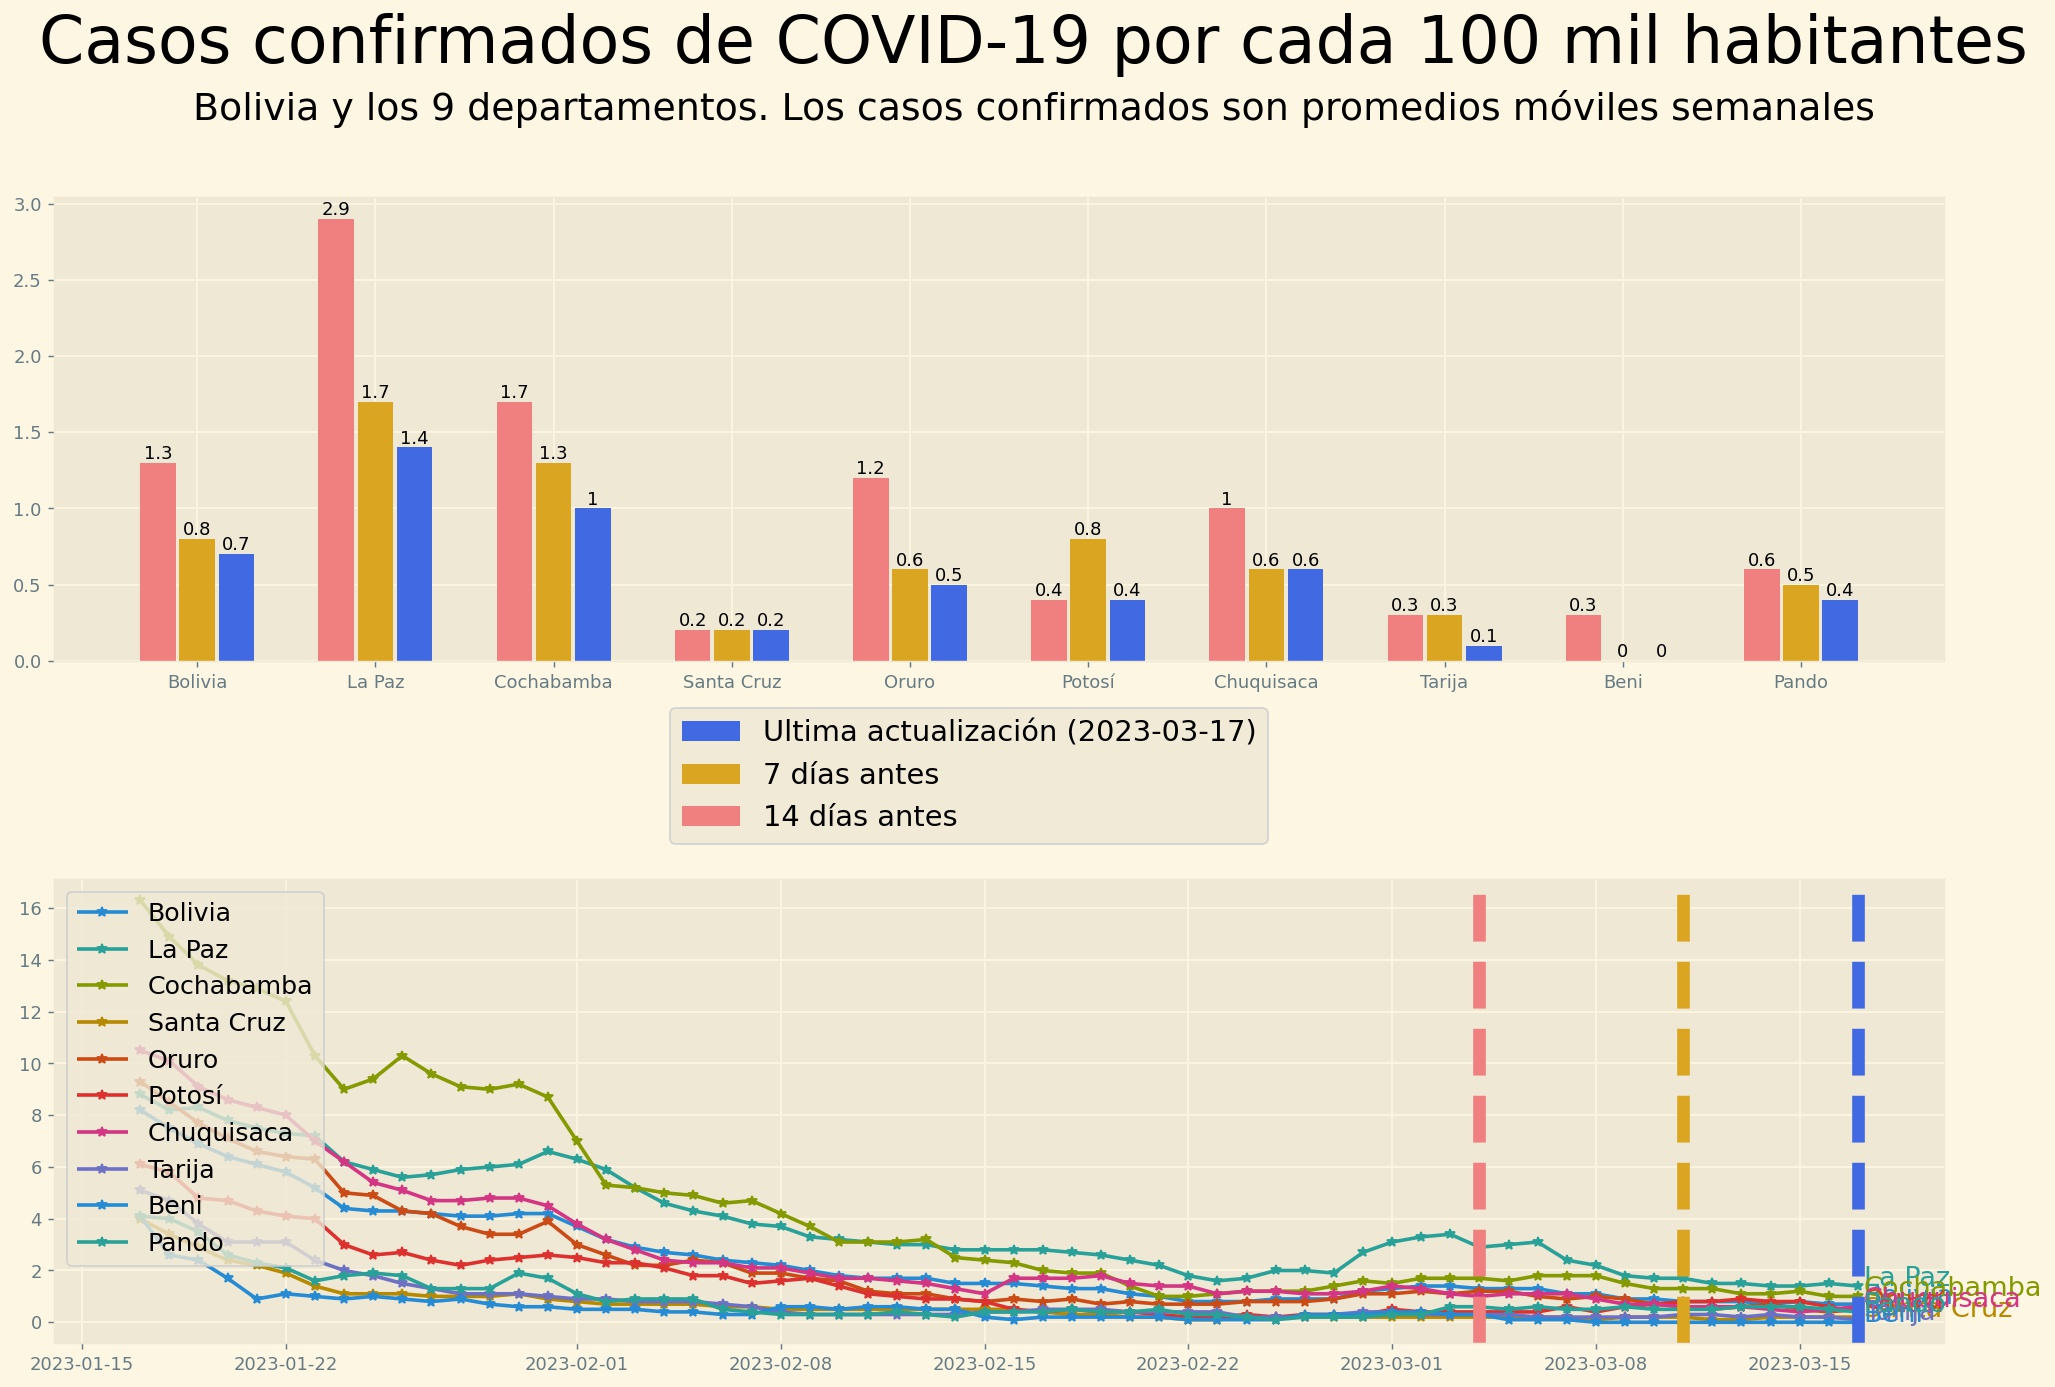 Casos confirmados de COVID-19 por cada 100 mil habitantes
Bolivia y los 9 departamentos. Los casos confirmados son promedios móviles semanales
3.0
2.5
2.0
1.5
1.0
0.5
0.0
1.3 0.8 0.7
2.9 1.7 1.4
1.7 1.3 1
0.2 0.2 0.2
1.2 0.6 0.5
0.4 0.8 0.4
1 0.6 0.6
0.3 0.3 0.1
0.3 0 0
0.6 0.5 0.4
Bolivia La Paz Cochabamba Santa Cruz Oruro Potosí Chuquisaca Tarija Beni Pando
Ultima actualización (2023-03-17)
7 días antes
14 días antes
16
14
12
10
8
6
4
2
0
Bolivia
La Paz
Cochabamba
Santa Cruz
Oruro
Potosí
Chuquisaca
Tarija
Beni
Pando
La Paz
Cochabamba
Chuquisaca
Santa Cruz
Beni
2023-01-15 2023-01-22 2023-02-01 2023-02-08 2023-02-15 2023-02-22 2023-03-01 2023-03-08 2023-03-15